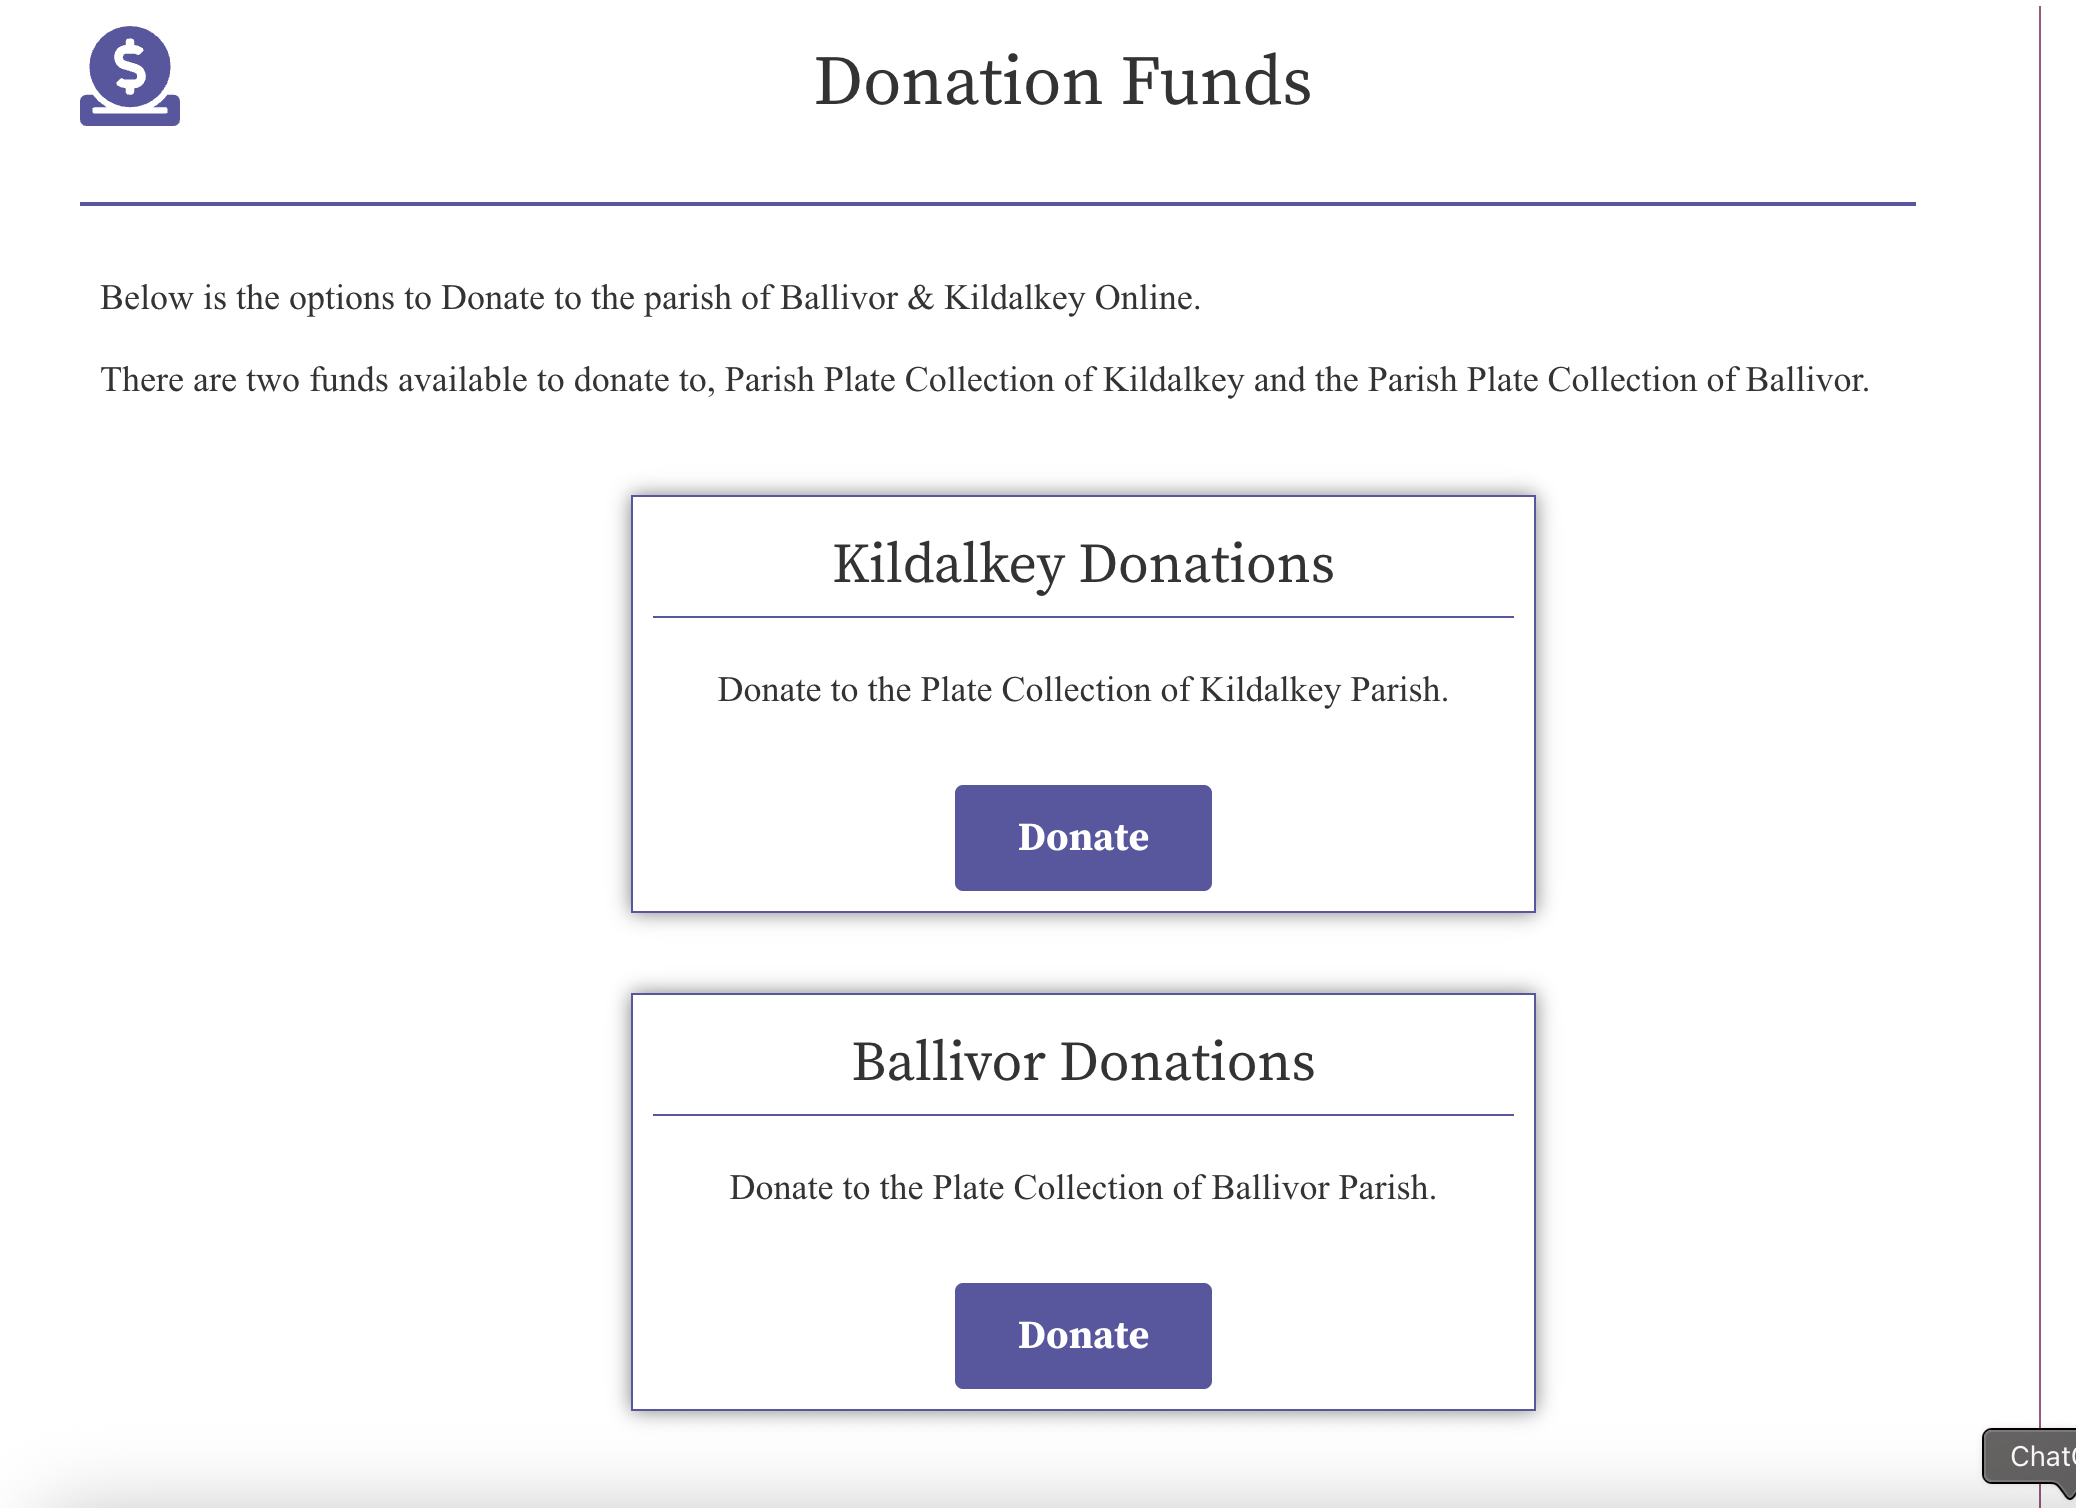 $
Donation Funds
Below is the options to Donate to the parish of Ballivor & Kildalkey Online.
There are two funds available to donate to, Parish Plate Collection of Kildalkey and the Parish Plate Collection of Ballivor.
Kildalkey Donations
Donate to the Plate Collection of Kildalkey Parish.
Donate
Ballivor Donations
Donate to the Plate Collection of Ballivor Parish.
Donate
Chat